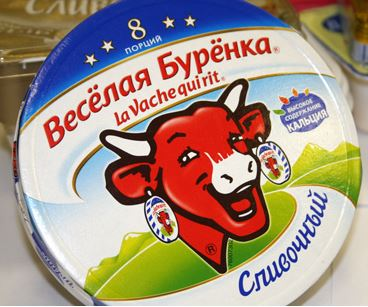 8
ПОРЦИЙ
Весёлая Бурёнка®
La Vache qui rit®
ВЫСОКОЕ
СОДЕРЖАНИЕ
КАЛЬЦИЯ
®
Сливочный